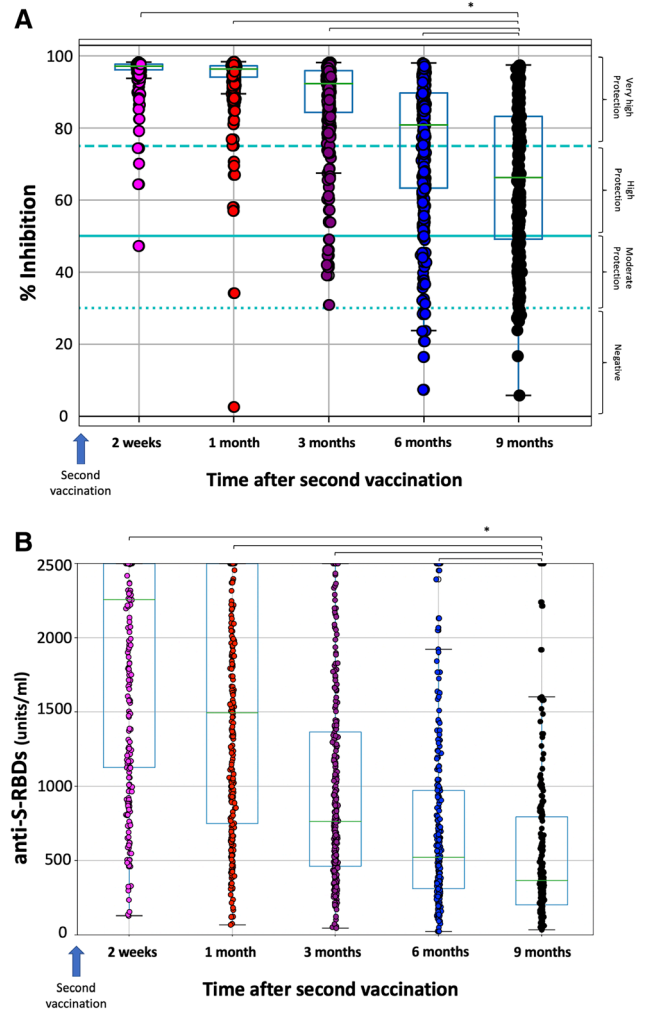 A
*
100
80
60
40
20
0
% Inhibition
Very high
Protection
High
Protection
Moderate
Protection
Negative
2 weeks
1 month
3 months
6 months
9 months
Second
vaccination
Time after second vaccination
B
*
2500
2000
1500
1000
500
0
anti-S-RBDs (units/ml)
2 weeks
1 month
3 months
6 months
9 months
Second
vaccination
Time after second vaccination